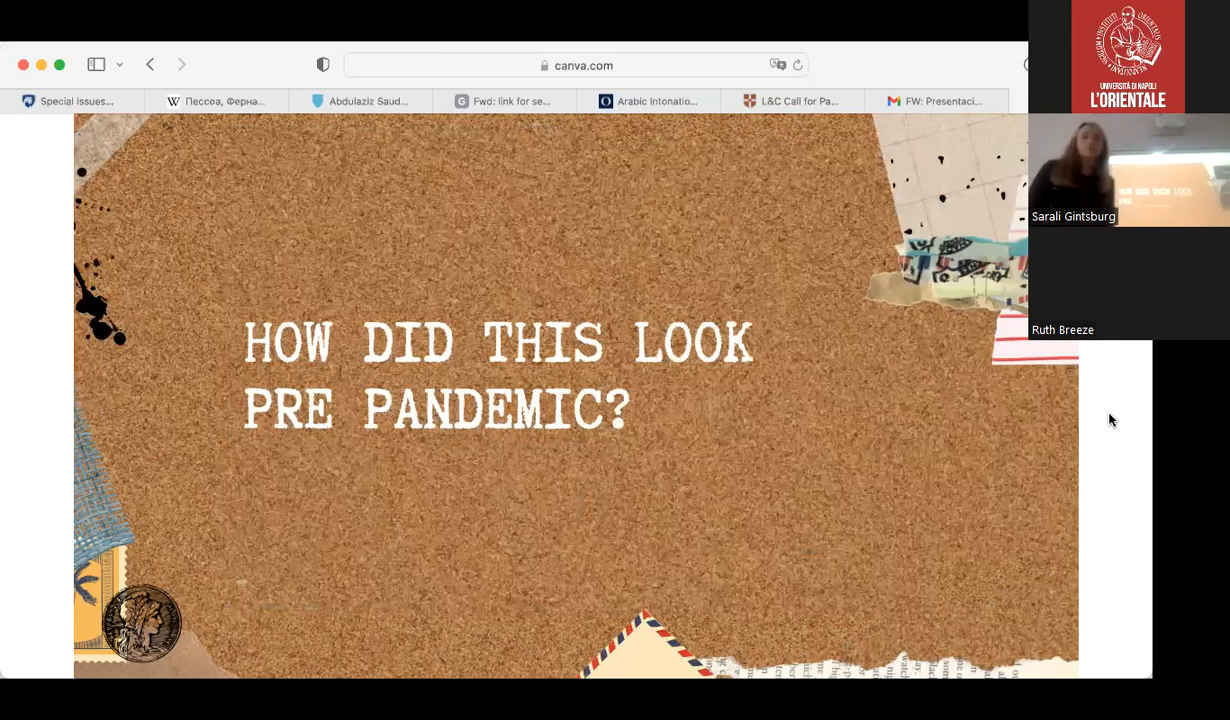 canva.com
Special Issues...
Пессоа, Ферна...
Abdulaziz Saud...
Fwd: link for se...
Arabic Intonatio...
L&C Call for Pa...
FW: Presentaci...
UNIVERSITÀ DI NAPOLI
L'ORIENTALE
Sarali Gintsburg
Ruth Breeze
HOW DID THIS LOOK
PRE PANDEMIC?